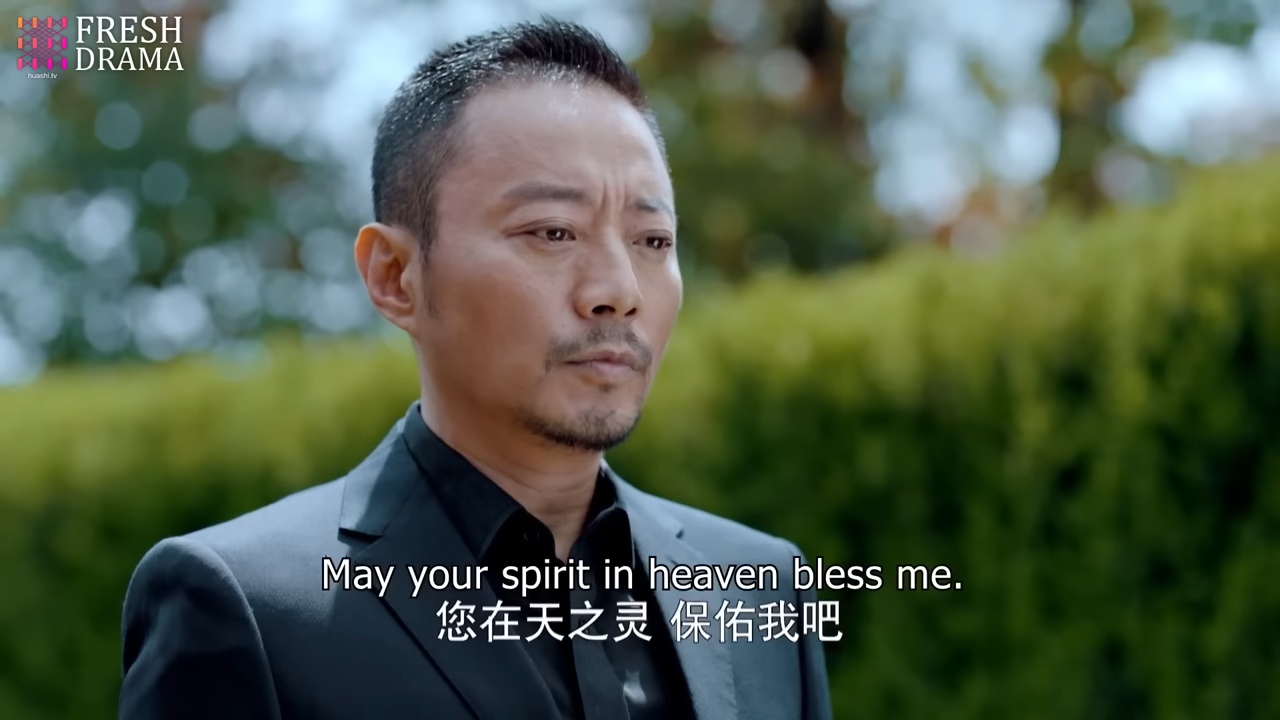 FRESH
DRAMA
huashi.tv
May your spirit in heaven bless me.
您在天之灵 保佑我吧